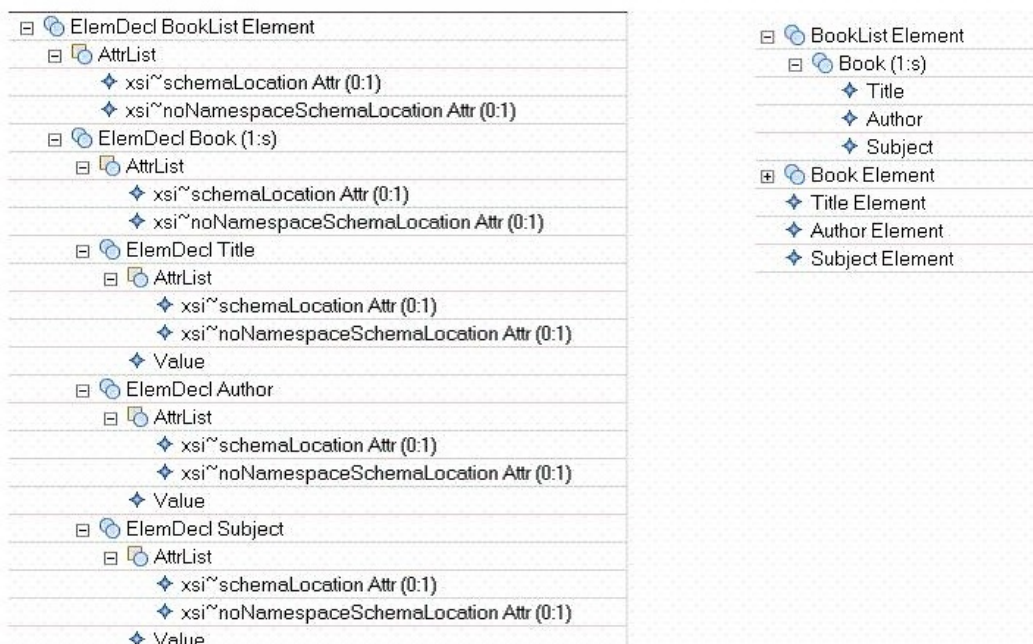 ElemDecl BookList Element
AttrList
xsi~schemaLocation Attr (0:1)
xsi~noNamespaceSchemaLocation Attr (0:1)
ElemDecl Book (1:s)
AttrList
xsi~schemaLocation Attr (0:1)
xsi~noNamespaceSchemaLocation Attr (0:1)
ElemDecl Title
AttrList
xsi~schemaLocation Attr (0:1)
xsi~noNamespaceSchemaLocation Attr (0:1)
Value
ElemDecl Author
AttrList
xsi~schemaLocation Attr (0:1)
xsi~noNamespaceSchemaLocation Attr (0:1)
Value
ElemDecl Subject
AttrList
xsi~schemaLocation Attr (0:1)
xsi~noNamespaceSchemaLocation Attr (0:1)
Value
BookList Element
Book (1:s)
Title
Author
Subject
Book Element
Title Element
Author Element
Subject Element